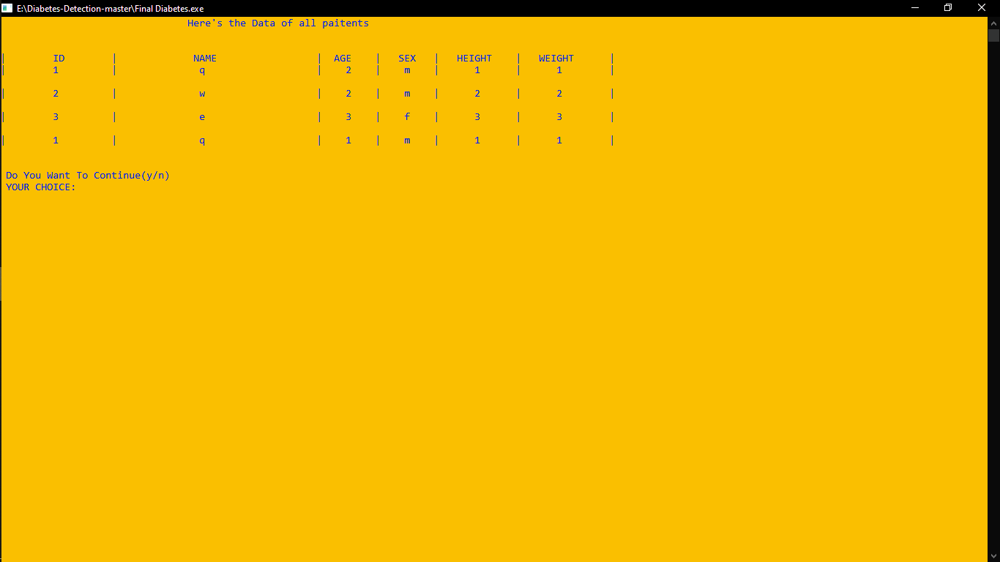 E:\Diabetes-Detection-master\Final Diabetes.exe
Here's the Data of all paitents
| ID | NAME | AGE | SEX | HEIGHT | WEIGHT |
| 1 | q | 2 | m | 1 | 1 |
| 2 | w | 2 | m | 2 | 2 |
| 3 | e | 3 | f | 3 | 3 |
| 1 | q | 1 | m | 1 | 1 |
Do You Want To Continue(y/n)
YOUR CHOICE: